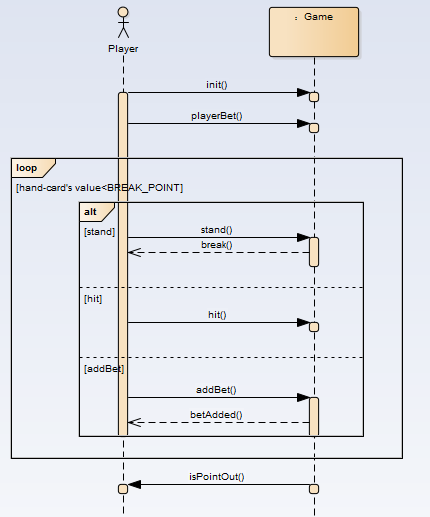 : Game
Player
init()
playerBet()
loop
[hand-card's value<BREAK_POINT]
alt
[stand]
stand()
break()
[hit]
hit()
[addBet]
addBet()
betAdded()
isPointOut()